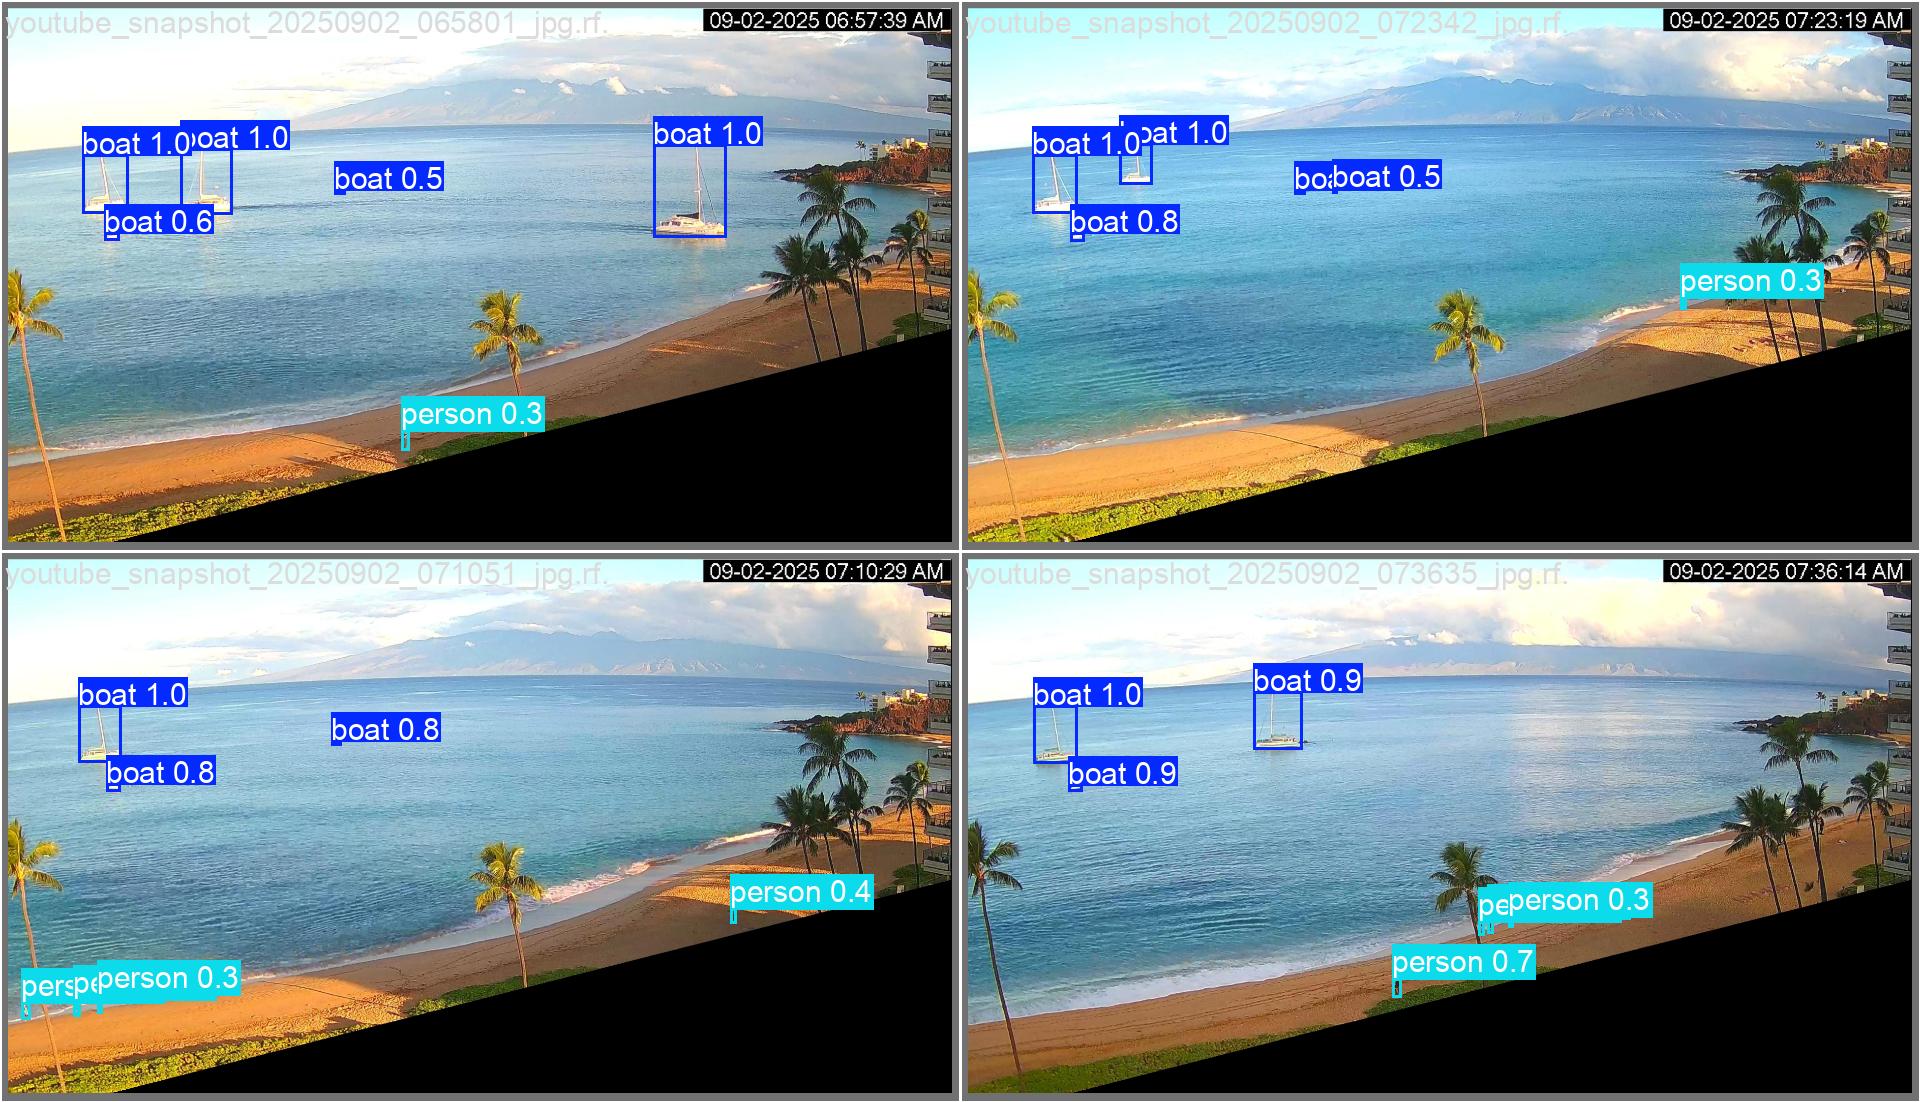 youtube_snapshot_20250902_065801_jpg.rf.
09-02-2025 06:57:39 AM
boat 1.0
boat 1.0
boat 1.0
boat 0.5
boat 0.6
person 0.3
youtube_snapshot_20250902_072342_jpg.rf.
09-02-2025 07:23:19 AM
boat 1.0
boat 1.0
boa
boat 0.5
boat 0.8
person 0.3
youtube_snapshot_20250902_071051_jpg.rf.
09-02-2025 07:10:29 AM
boat 1.0
boat 0.8
boat 0.8
person 0.4
pers
pe
person 0.3
youtube_snapshot_20250902_073635_jpg.rf.
09-02-2025 07:36:14 AM
boat 0.9
boat 1.0
boat 0.9
pe
person 0.3
person 0.7